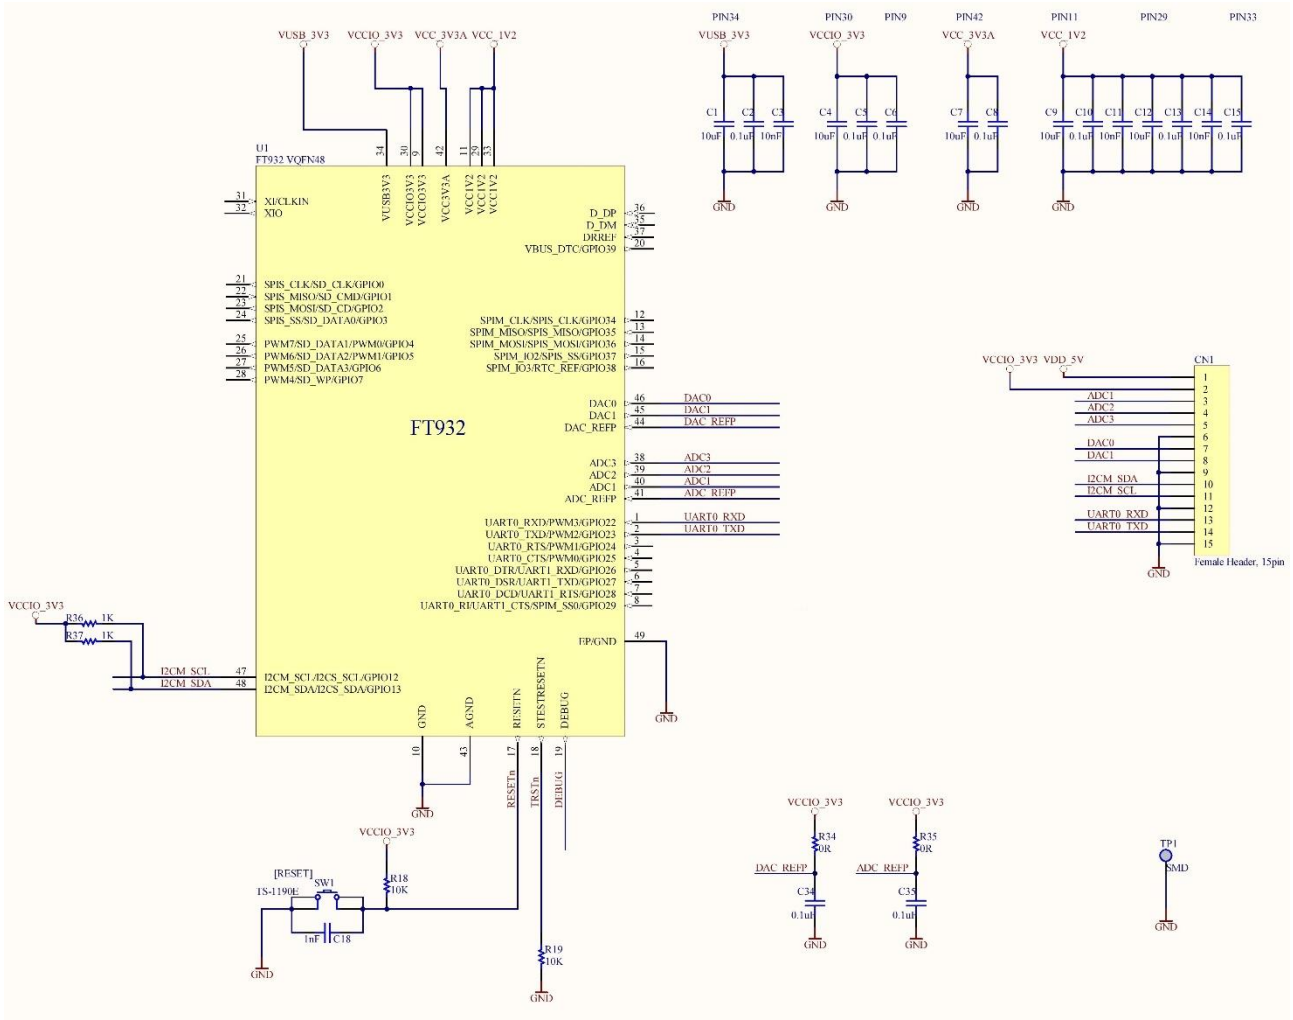 PIN34 PIN30 PIN9 PIN42 PIN11 PIN29 PIN33
VUSB_3V3 VCCIO_3V3 VCC_3V3A VCC_1V2
VUSB_3V3 VCCIO_3V3 VCC_3V3A VCC_1V2
C1 C2 C3 C4 C5 C6 C7 C8 C9 C10 C11 C12 C13 C14 C15
10uF 0.1uF 10nF 10uF 0.1uF 0.1uF 10uF 0.1uF 10uF 0.1uF 10nF 10uF 0.1uF 10nF 0.1uF
GND GND GND GND
U1
FT932 VQFN48
34 30 9 42 11 29 33
VUSB3V3 VCCIO3V3 VCCIO3V3 VCC3V3A VCC1V2 VCC1V2 VCC1V2
31 XI/CLKIN
32 XIO
D_DP 36
D_DM 35
DRREF 37
VBUS_DTC/GPIO39 20
21 SPIS_CLK/SD_CLK/GPIO0
22 SPIS_MISO/SD_CMD/GPIO1
23 SPIS_MOSI/SD_CD/GPIO2
24 SPIS_SS/SD_DATA0/GPIO3
25 PWM7/SD_DATA1/PWM0/GPIO4
26 PWM6/SD_DATA2/PWM1/GPIO5
27 PWM5/SD_DATA3/GPIO6
28 PWM4/SD_WP/GPIO7
SPIM_CLK/SPIS_CLK/GPIO34 12
SPIM_MISO/SPIS_MISO/GPIO35 13
SPIM_MOSI/SPIS_MOSI/GPIO36 14
SPIM_IO2/SPIS_SS/GPIO37 15
SPIM_IO3/RTC_REF/GPIO38 16
DAC0 46 DAC0
DAC1 45 DAC1
DAC_REFP 44 DAC_REFP
FT932
ADC3 38 ADC3
ADC2 39 ADC2
ADC1 40 ADC1
ADC_REFP 41 ADC_REFP
UART0_RXD/PWM3/GPIO22 1 UART0_RXD
UART0_TXD/PWM2/GPIO23 2 UART0_TXD
UART0_RTS/PWM1/GPIO24 3
UART0_CTS/PWM0/GPIO25 4
UART0_DTR/UART1_RXD/GPIO26 5
UART0_DSR/UART1_TXD/GPIO27 6
UART0_DCD/UART1_RTS/GPIO28 7
UART0_RI/UART1_CTS/SPIM_SS0/GPIO29 8
EP/GND 49
GND
VCCIO_3V3
R36 1K
R37 1K
I2CM_SCL 47 I2CM_SCL/I2CS_SCL/GPIO12
I2CM_SDA 48 I2CM_SDA/I2CS_SDA/GPIO13
GND AGND RESETN STESTRESETN DEBUG
10 43 17 18 19
RESETn TRSTn DEBUG
GND
VCCIO_3V3
R18
10K
[RESET]
SW1
TS-1190E
1nF C18
GND
R19
10K
GND
VCCIO_3V3 VDD_5V
CN1
1
2
ADC1 3
ADC2 4
ADC3 5
6
DAC0 7
DAC1 8
9
I2CM_SDA 10
I2CM_SCL 11
12
UART0_RXD 13
UART0_TXD 14
15
Female Header, 15pin
GND
VCCIO_3V3 VCCIO_3V3
R34 R35
0R 0R
DAC_REFP ADC_REFP
C34 C35
0.1uF 0.1uF
GND GND
TP1
SMD
GND